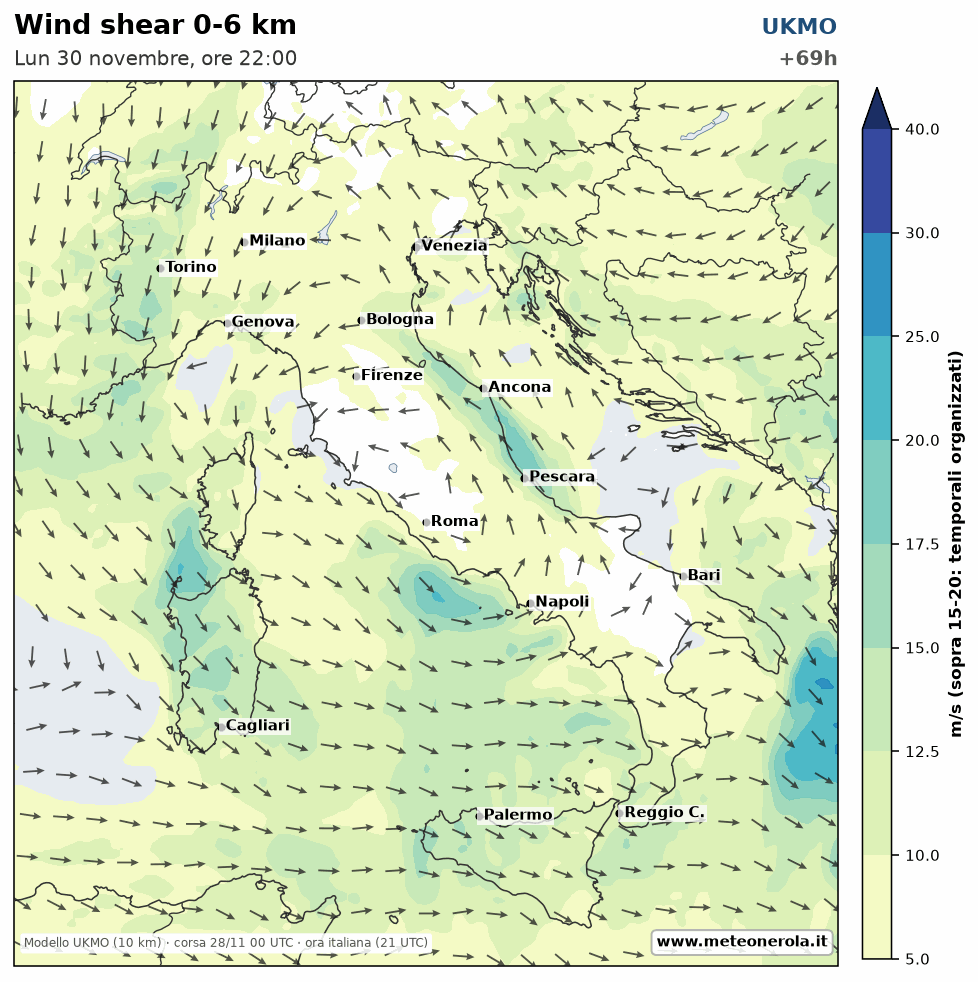 Wind shear 0-6 km
UKMO
Lun 30 novembre, ore 22:00
+69h
Milano
Venezia
Torino
Genova
Bologna
Firenze
Ancona
Pescara
Roma
Bari
Napoli
Cagliari
Palermo
Reggio C.
40.0
30.0
25.0
20.0
17.5
15.0
12.5
10.0
5.0
m/s (sopra 15-20: temporali organizzati)
Modello UKMO (10 km) · corsa 28/11 00 UTC · ora italiana (21 UTC)
www.meteonerola.it